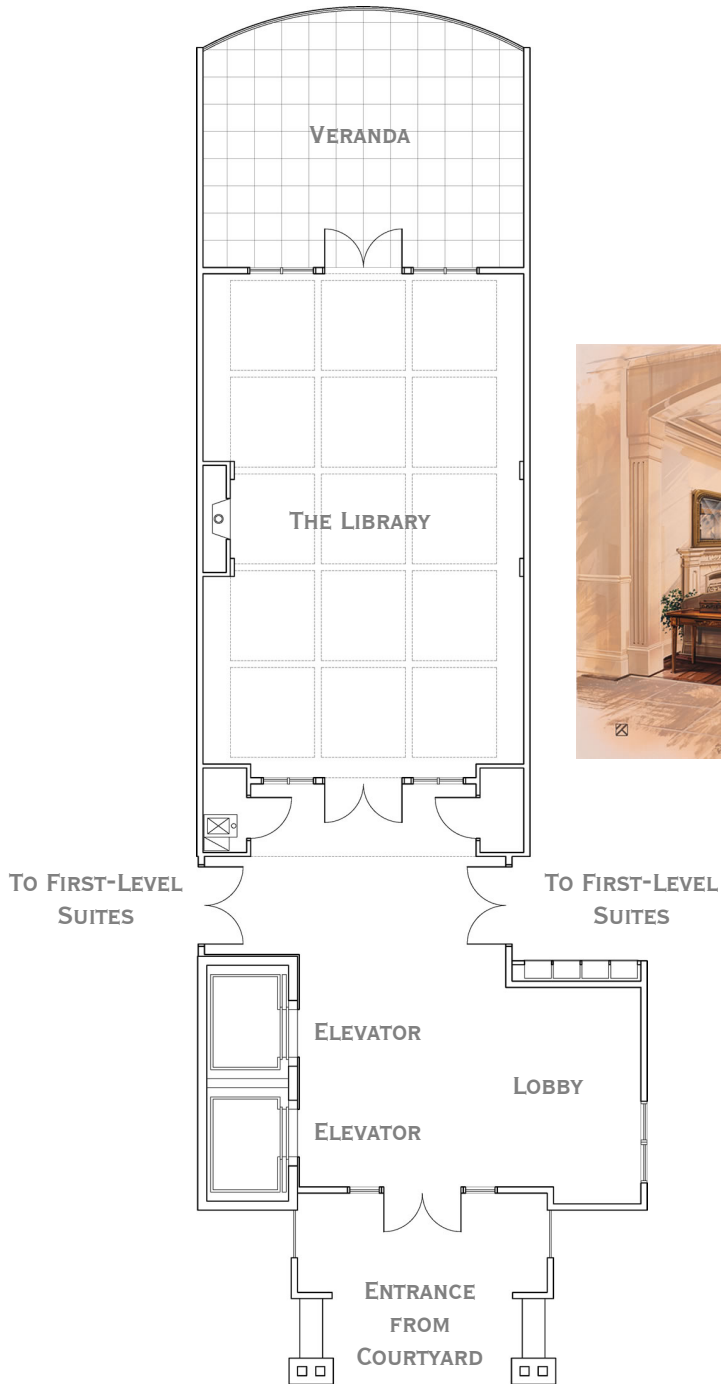 Veranda
The Library
To First-Level
Suites
To First-Level
Suites
Elevator
Lobby
Elevator
Entrance
from
Courtyard